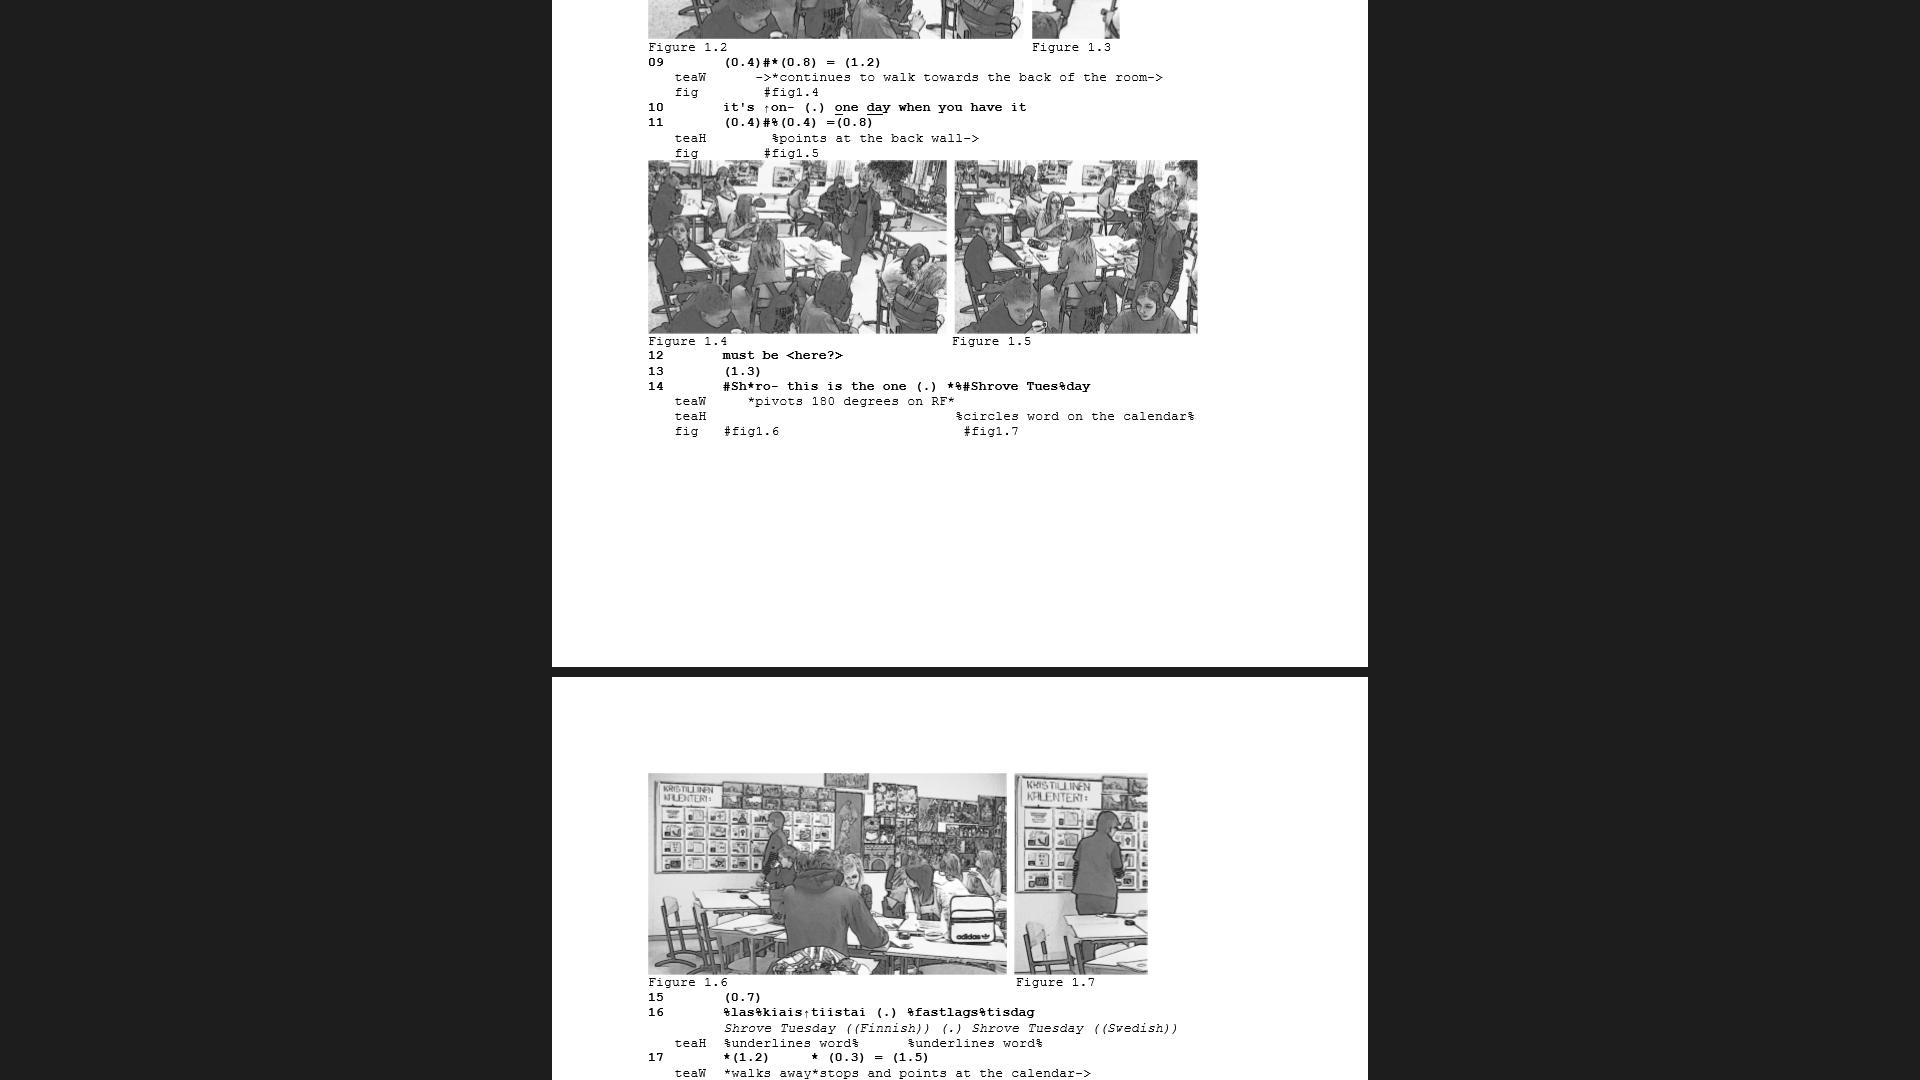 Figure 1.2 Figure 1.3
09 (0.4)#*(0.8) = (1.2)
teaW ->*continues to walk towards the back of the room->
fig #fig1.4
10 it's ↑on- (.) one day when you have it
11 (0.4)#%(0.4) =(0.8)
teaH %points at the back wall->
fig #fig1.5
Figure 1.4 Figure 1.5
12 must be <here?>
13 (1.3)
14 #Sh*ro- this is the one (.) *%#Shrove Tues%day
teaW *pivots 180 degrees on RF*
teaH %circles word on the calendar%
fig #fig1.6 #fig1.7
KRISTILLINEN
KALENTERI:
adidas
KRISTILLINEN
KALENTERI:
Figure 1.6 Figure 1.7
15 (0.7)
16 %las%kiais↑tiistai (.) %fastlags%tisdag
Shrove Tuesday ((Finnish)) (.) Shrove Tuesday ((Swedish))
teaH %underlines word% %underlines word%
17 *(1.2) * (0.3) = (1.5)
teaW *walks away*stops and points at the calendar->